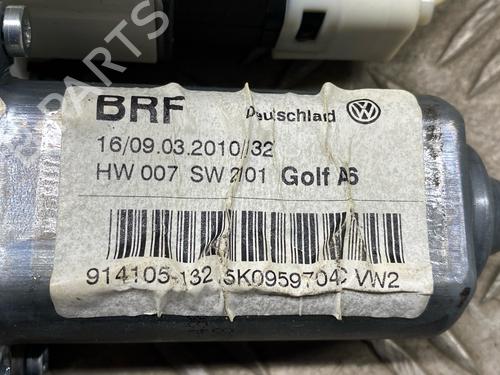 BRF Deutschland
16/09.03.2010/32
HW 007 SW 2/01 Golf A6
914105-132 5K0959704C VW2